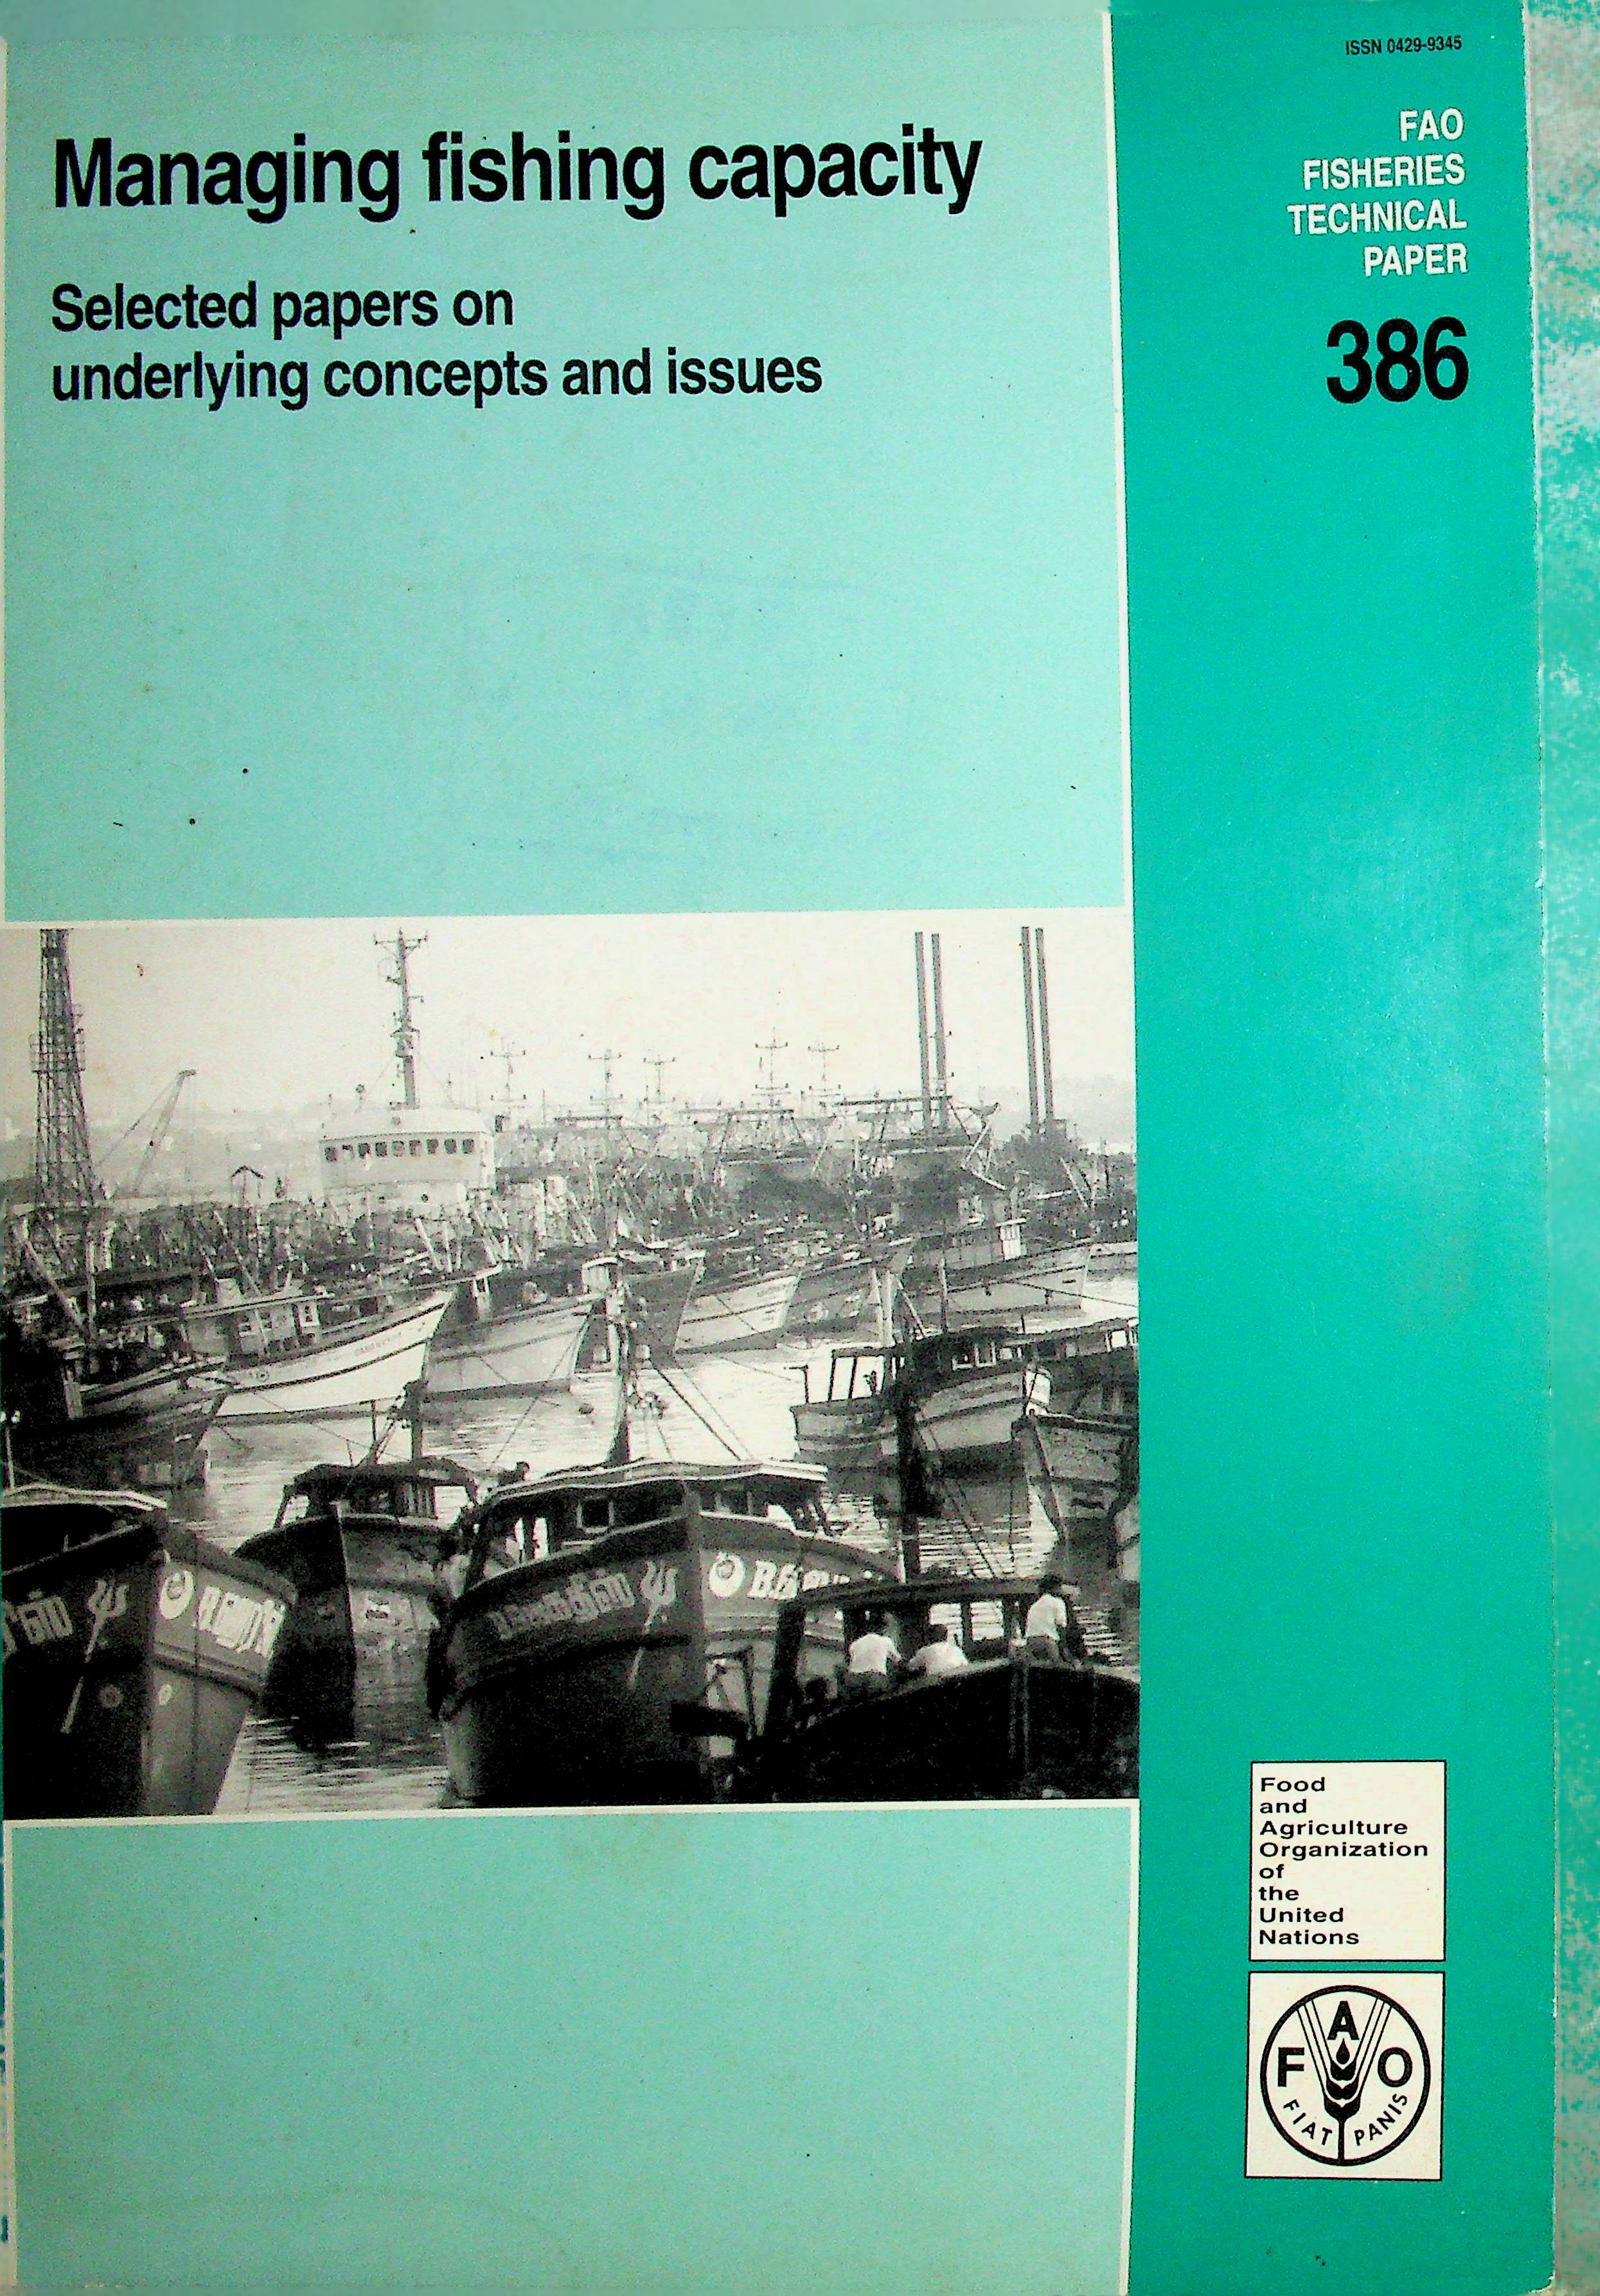 ISSN 0429-9345
Managing fishing capacity
Selected papers on
underlying concepts and issues
FAO
FISHERIES
TECHNICAL
PAPER
386
Food
and
Agriculture
Organization
of
the
United
Nations
F A O
FIAT PANIS